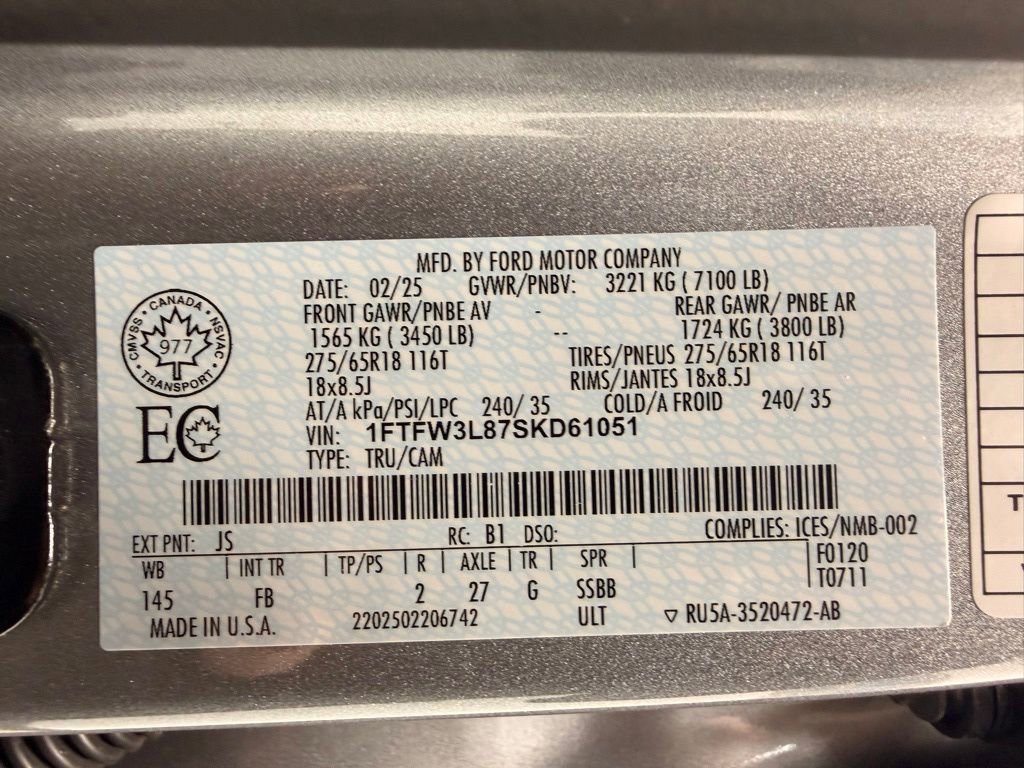 MFD. BY FORD MOTOR COMPANY
DATE: 02/25 GVWR/PNBV: 3221 KG ( 7100 LB)
FRONT GAWR/PNBE AV - REAR GAWR/ PNBE AR
1565 KG ( 3450 LB) -- 1724 KG ( 3800 LB)
275/65R18 116T TIRES/PNEUS 275/65R18 116T
18x8.5J RIMS/JANTES 18x8.5J
AT/A kPa/PSI/LPC 240/ 35 COLD/A FROID 240/ 35
VIN: 1FTFW3L87SKD61051
TYPE: TRU/CAM
CANADA
CMVSS 977 NSVAC
TRANSPORT
EC
EXT PNT: JS RC: B1 DSO: COMPLIES: ICES/NMB-002
WB INT TR TP/PS R AXLE TR SPR F0120
145 FB 2 27 G SSBB T0711
MADE IN U.S.A. 2202502206742 ULT ▽ RU5A-3520472-AB
T